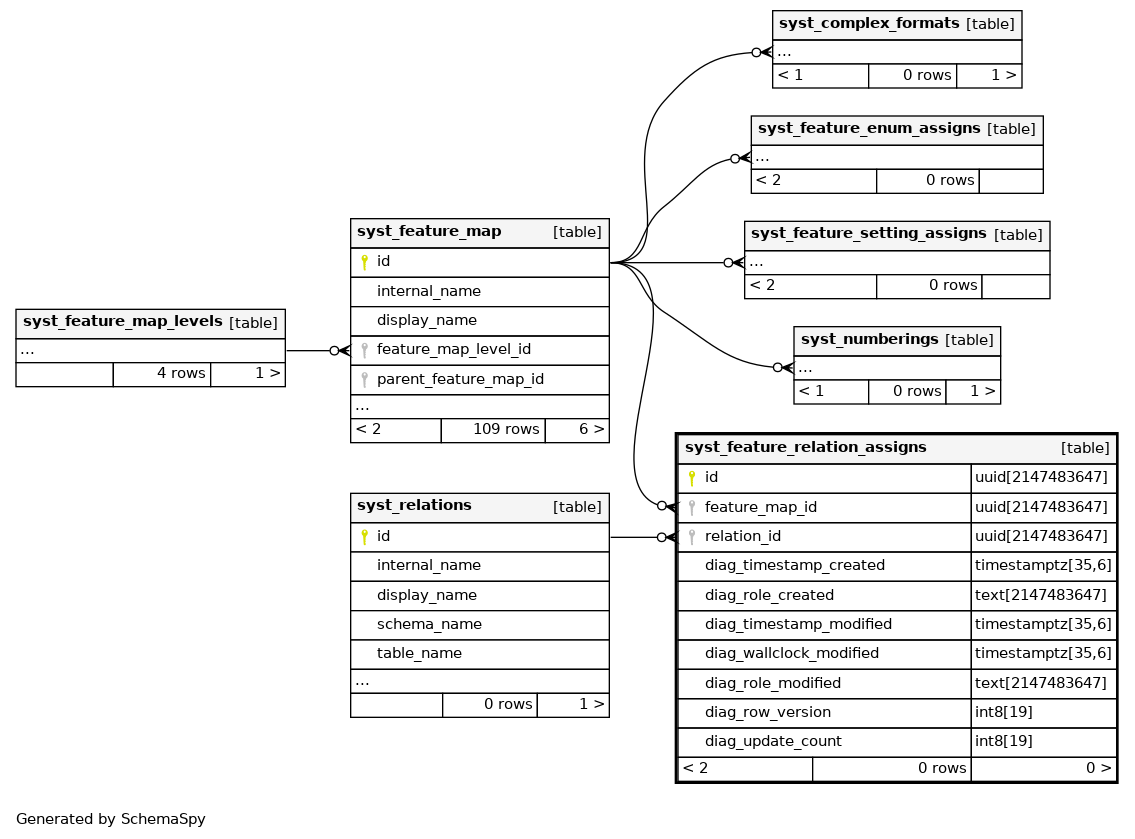 syst_complex_formats [table]
...
< 1 0 rows 1 >
syst_feature_enum_assigns [table]
...
< 2 0 rows
syst_feature_map [table]
id
internal_name
display_name
feature_map_level_id
parent_feature_map_id
...
< 2 109 rows 6 >
syst_feature_setting_assigns [table]
...
< 2 0 rows
syst_feature_map_levels [table]
...
4 rows 1 >
syst_numberings [table]
...
< 1 0 rows 1 >
syst_feature_relation_assigns [table]
id uuid[2147483647]
feature_map_id uuid[2147483647]
relation_id uuid[2147483647]
diag_timestamp_created timestamptz[35,6]
diag_role_created text[2147483647]
diag_timestamp_modified timestamptz[35,6]
diag_wallclock_modified timestamptz[35,6]
diag_role_modified text[2147483647]
diag_row_version int8[19]
diag_update_count int8[19]
< 2 0 rows 0 >
syst_relations [table]
id
internal_name
display_name
schema_name
table_name
...
0 rows 1 >
Generated by SchemaSpy